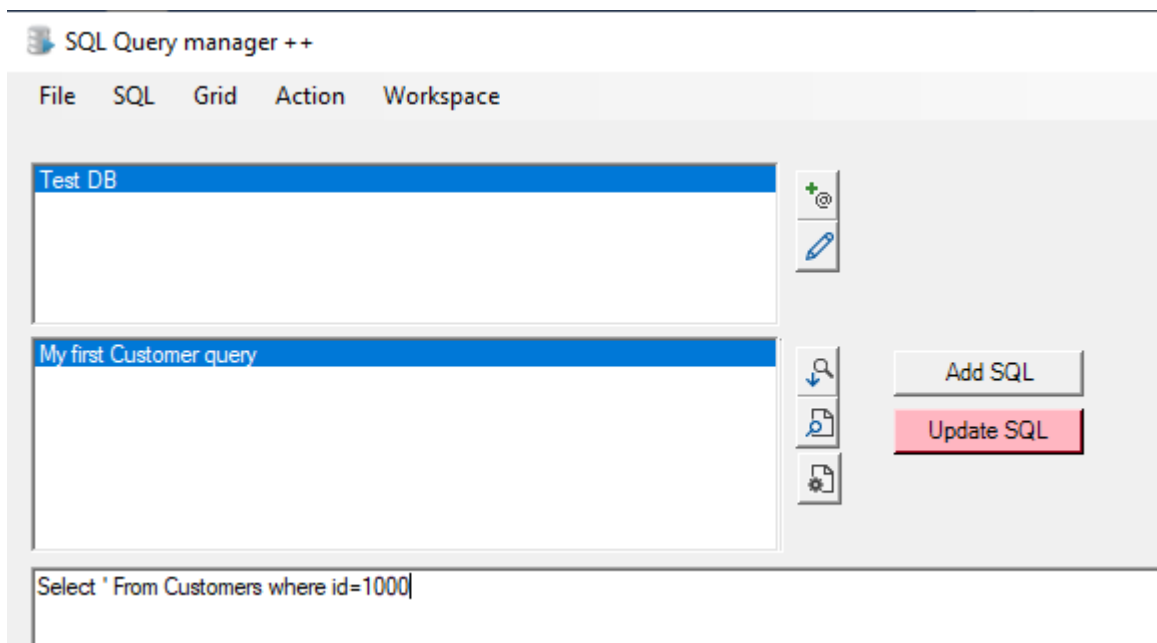 SQL Query manager ++
File SQL Grid Action Workspace
Test DB
My first Customer query
Add SQL
Update SQL
Select * From Customers where id=1000